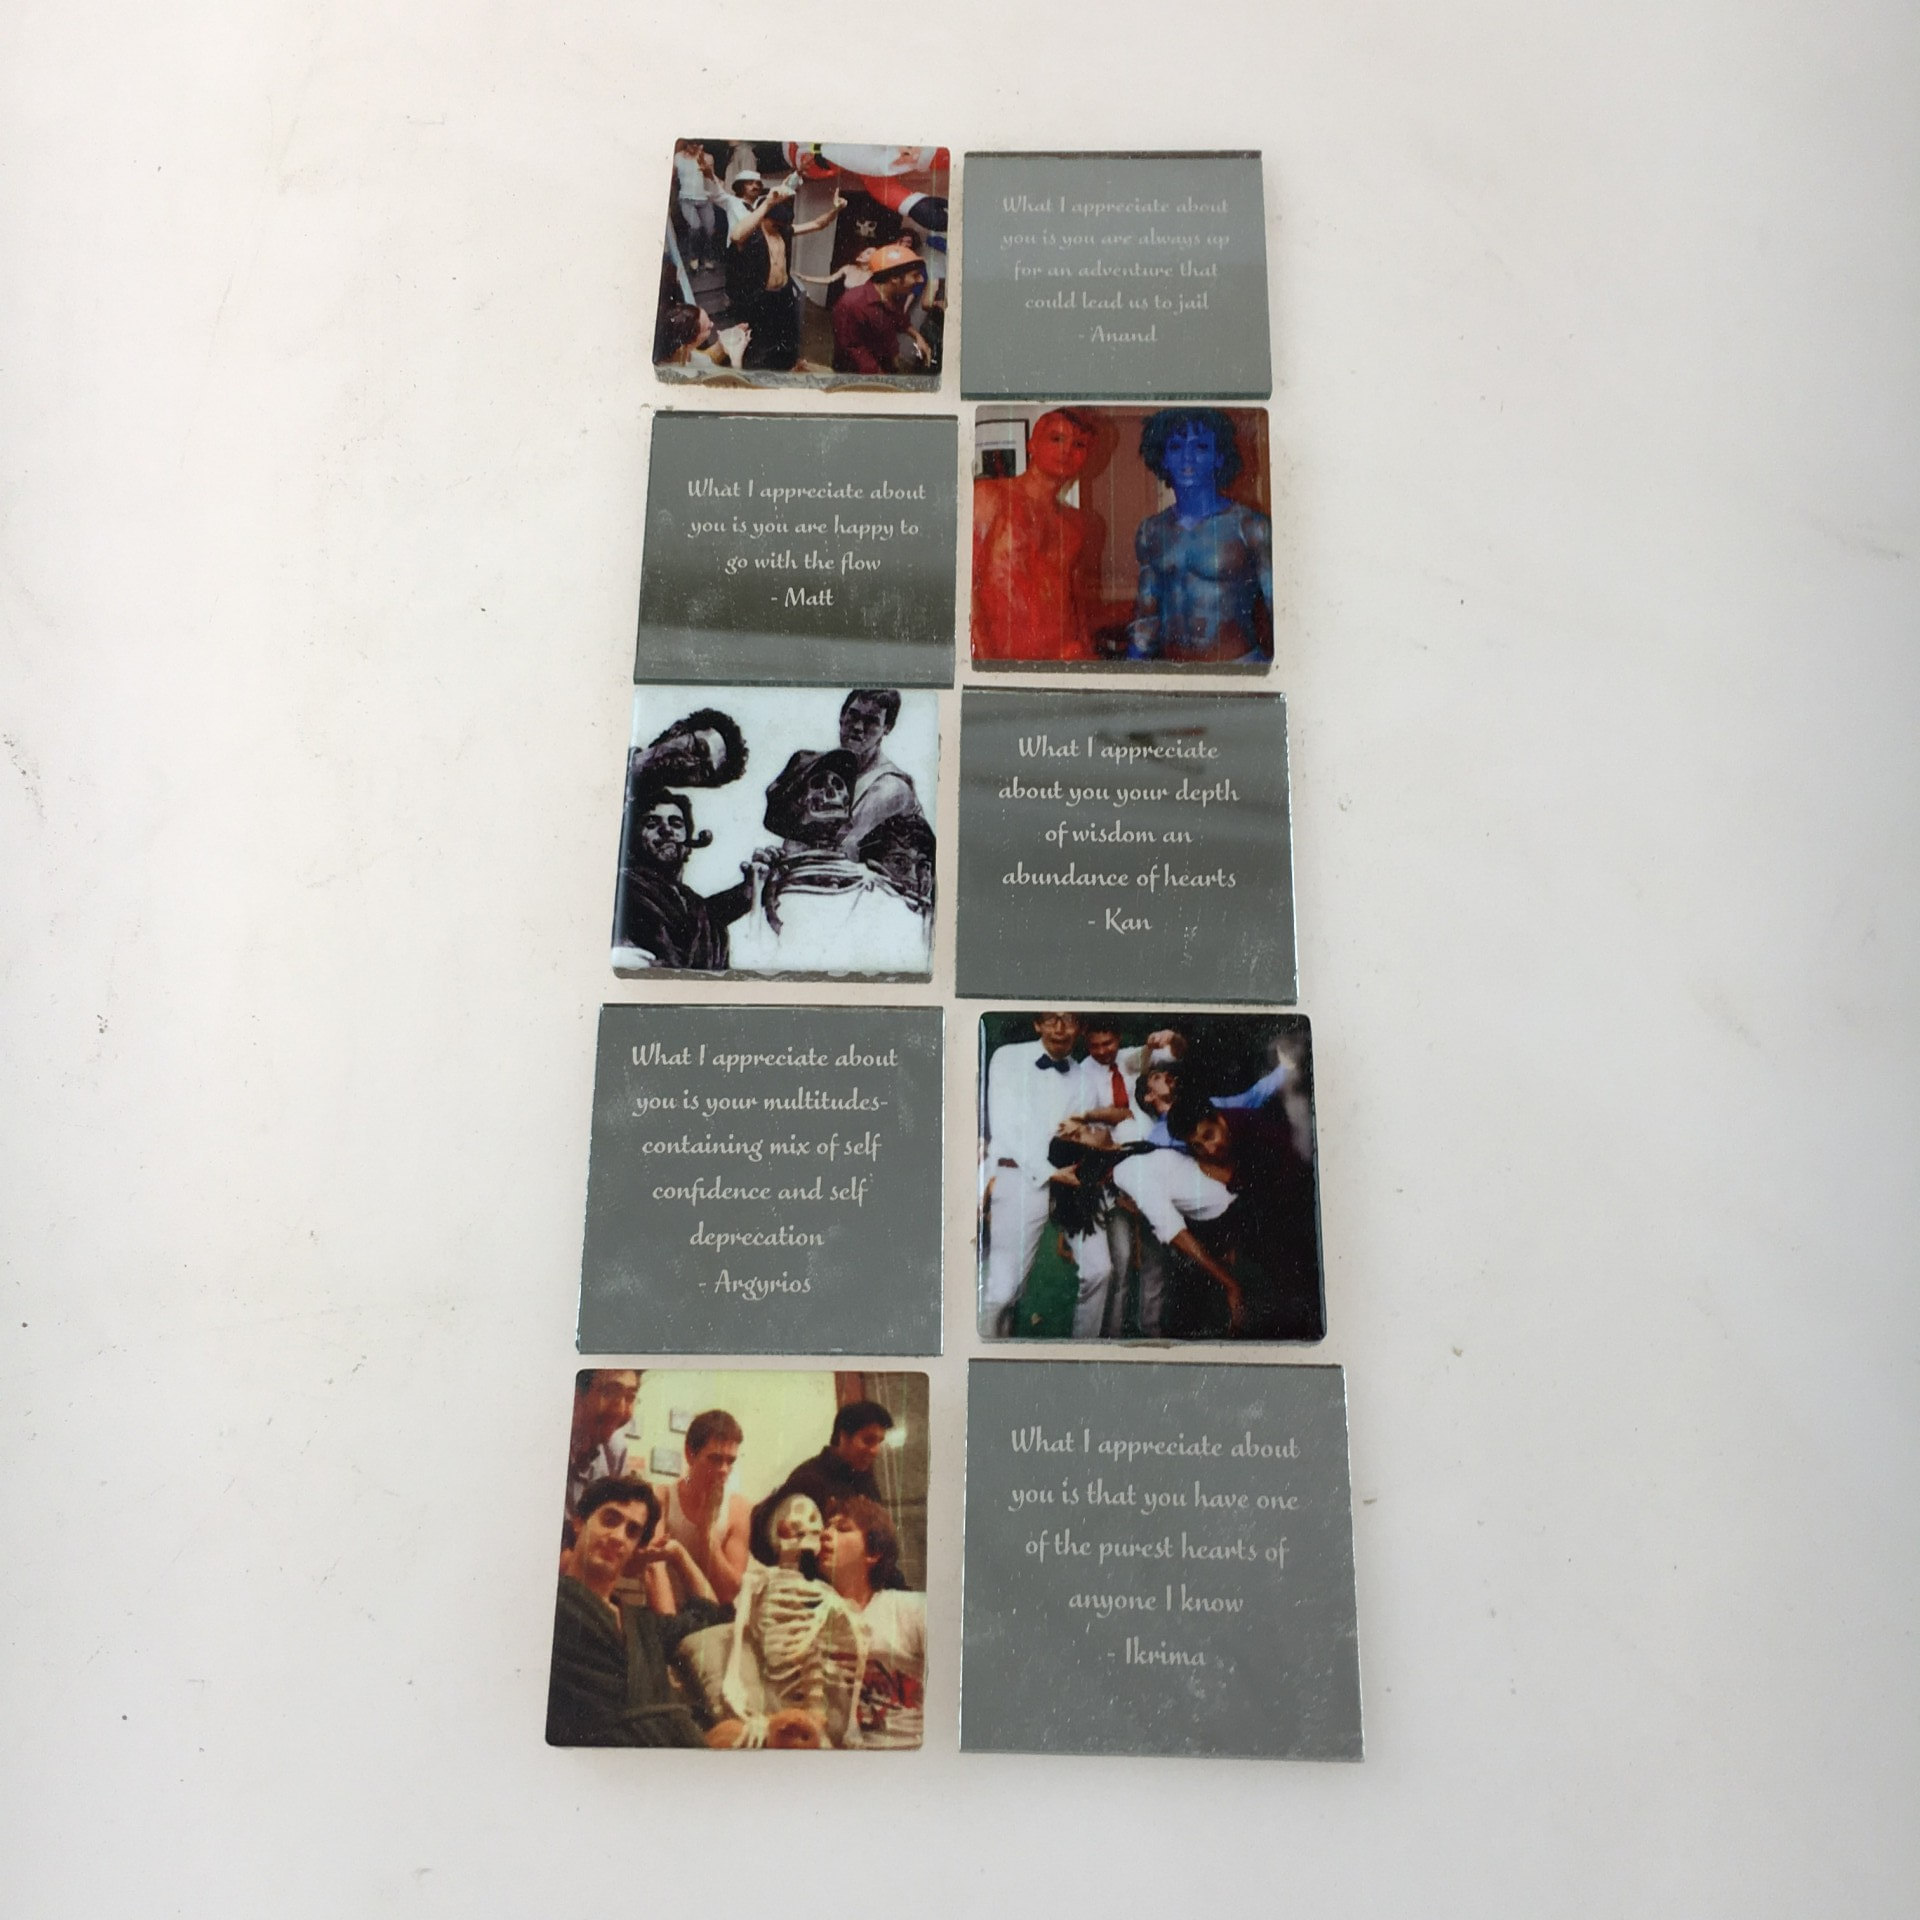 What I appreciate about
you is you are always up
for an adventure that
could lead us to jail
- Anand
What I appreciate about
you is you are happy to
go with the flow
- Matt
What I appreciate
about you your depth
of wisdom an
abundance of hearts
- Kan
What I appreciate about
you is your multitudes-
containing mix of self
confidence and self
deprecation
- Argyrios
What I appreciate about
you is that you have one
of the purest hearts of
anyone I know
- Ikrima